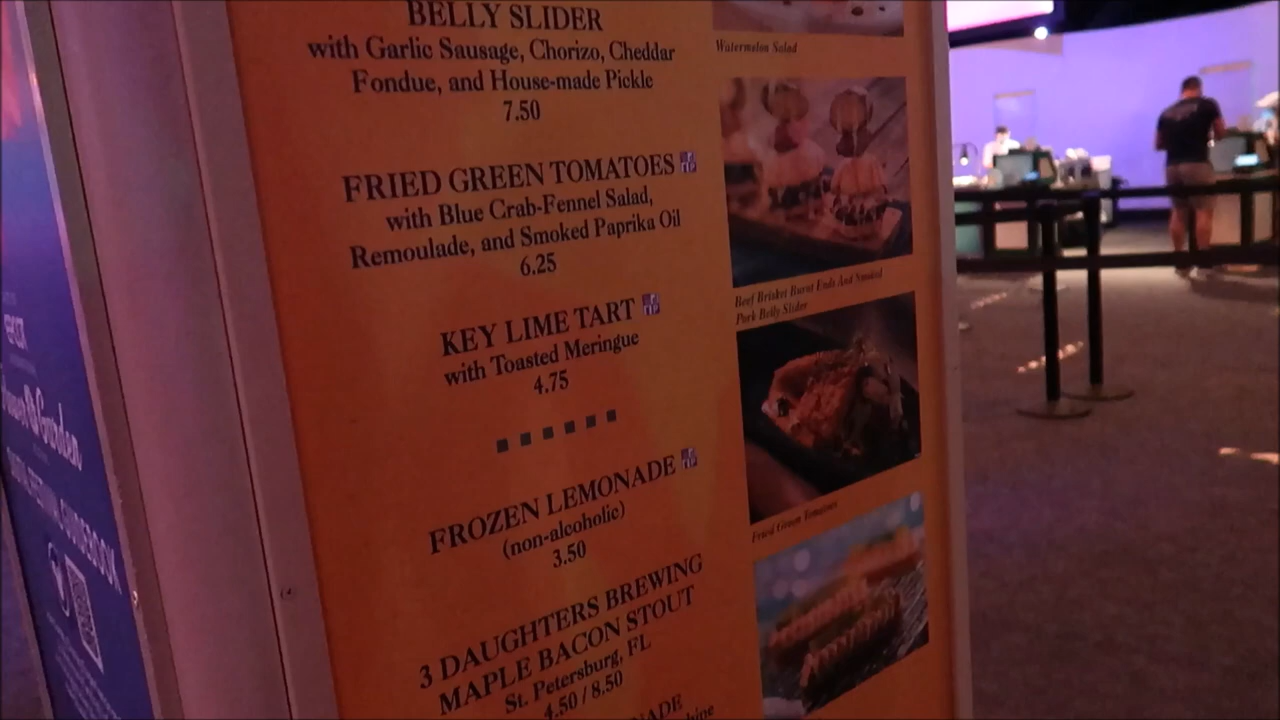 BELLY SLIDER
with Garlic Sausage, Chorizo, Cheddar
Fondue, and House-made Pickle
7.50
FRIED GREEN TOMATOES
with Blue Crab-Fennel Salad,
Remoulade, and Smoked Paprika Oil
6.25
KEY LIME TART
with Toasted Meringue
4.75
FROZEN LEMONADE
(non-alcoholic)
3.50
3 DAUGHTERS BREWING
MAPLE BACON STOUT
St. Petersburg, FL
4.50 / 8.50
Watermelon Salad
Beef Brisket Burnt Ends And Smoked
Pork Belly Slider
Fried Green Tomatoes
Garden